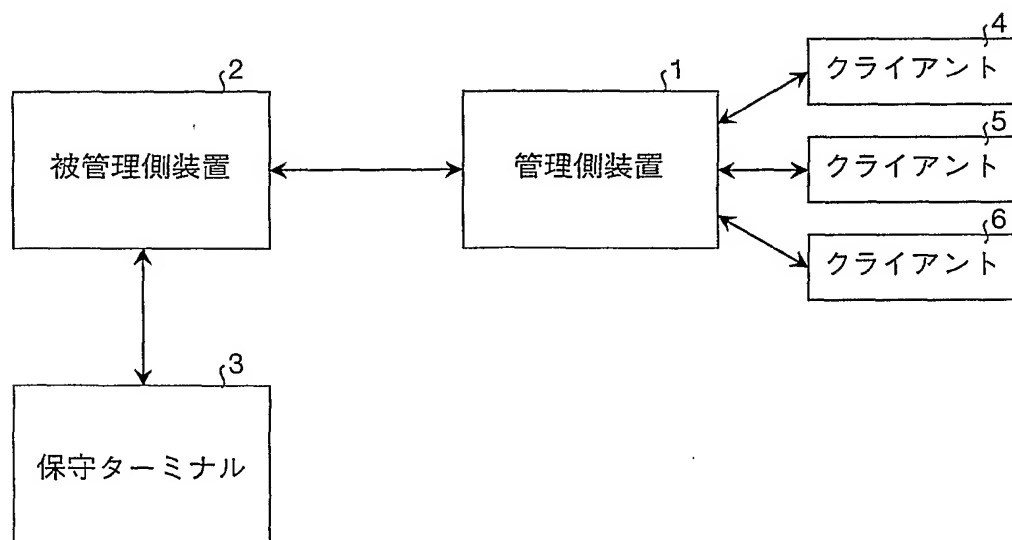 2
被管理側装置
1
管理側装置
4
クライアント
5
クライアント
6
クライアント
3
保守ターミナル